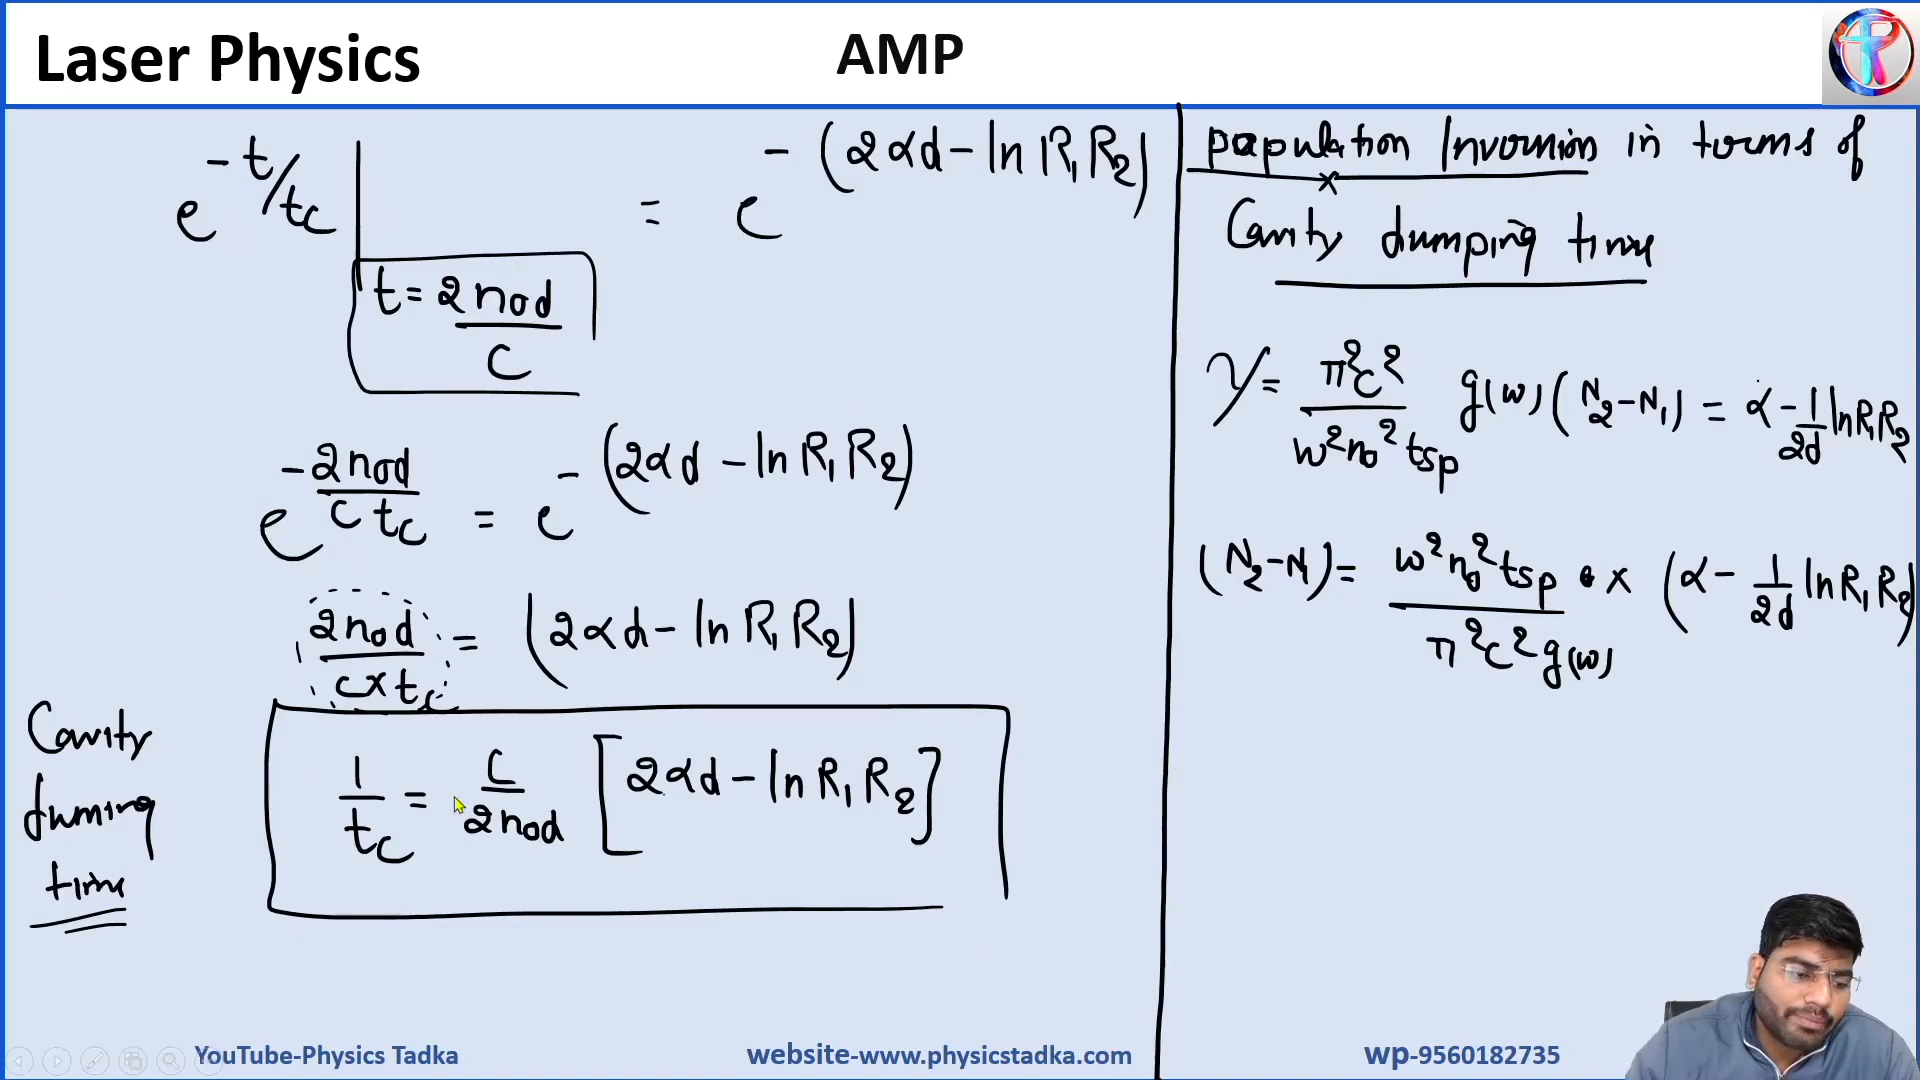 Laser Physics
AMP
e^{-t/tc} | t = 2n₀d/c = e^{-(2αd - ln R₁R₂)}
e^{-2n₀d/c tc} = e^{-(2αd - ln R₁R₂)}
2n₀d/c×tc = (2αd - ln R₁R₂)
Cavity
duming
time
1/tc = c/2n₀d [2αd - ln R₁R₂]
population Inversion in terms of
Cavity dumping time
γ = π²c²/w²n₀²tsp g(w) (N₂-N₁) = α - 1/2d ln R₁R₂
(N₂-N₁) = w²n₀²tsp/π²c²g(w) × (α - 1/2d ln R₁R₂)
YouTube-Physics Tadka
website-www.physicstadka.com
wp-9560182735